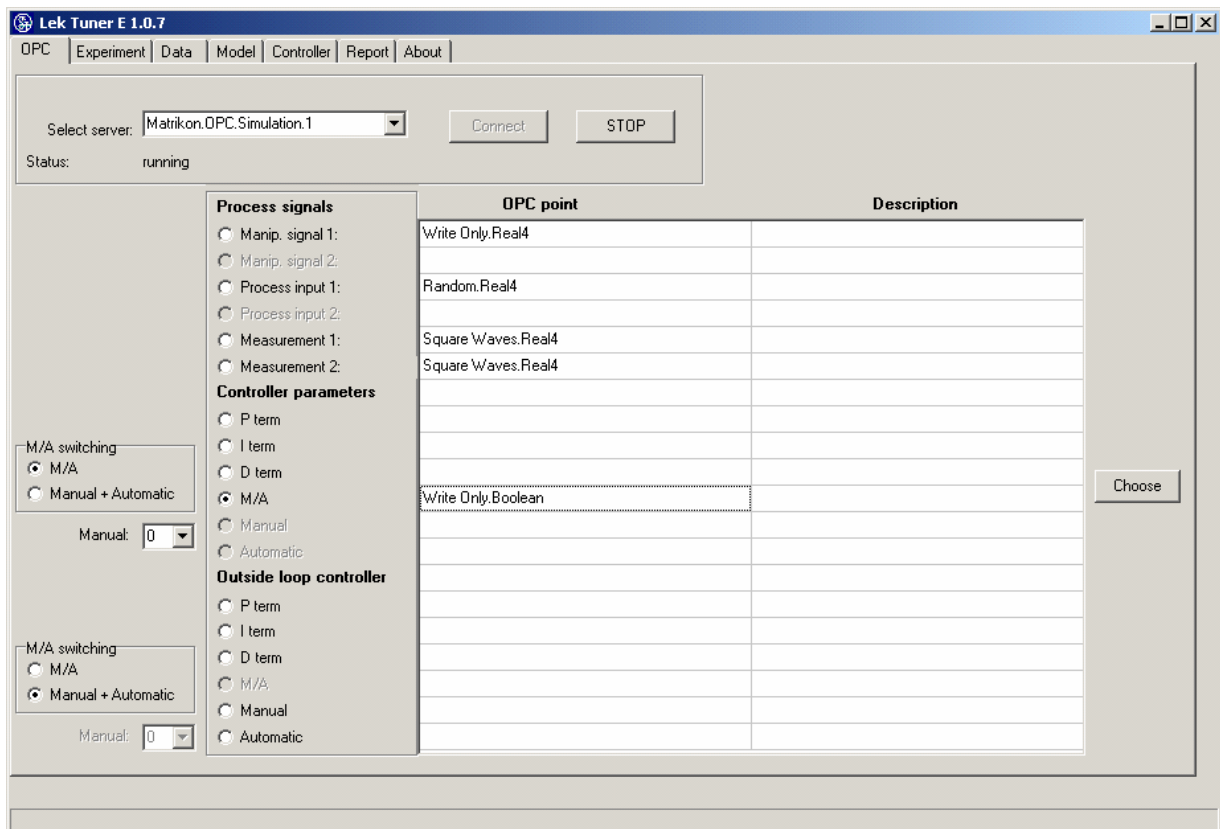 Lek Tuner E 1.0.7
OPC Experiment Data Model Controller Report About
Select server: Matrikon.OPC.Simulation.1 Connect STOP
Status: running
Process signals OPC point Description
Manip. signal 1: Write Only.Real4
Manip. signal 2:
Process input 1: Random.Real4
Process input 2:
Measurement 1: Square Waves.Real4
Measurement 2: Square Waves.Real4
Controller parameters
P term
M/A switching I term
M/A D term
Manual + Automatic M/A Write Only.Boolean Choose
Manual: 0 Manual
Automatic
Outside loop controller
P term
I term
M/A switching D term
M/A M/A
Manual + Automatic Manual
Manual: 0 Automatic